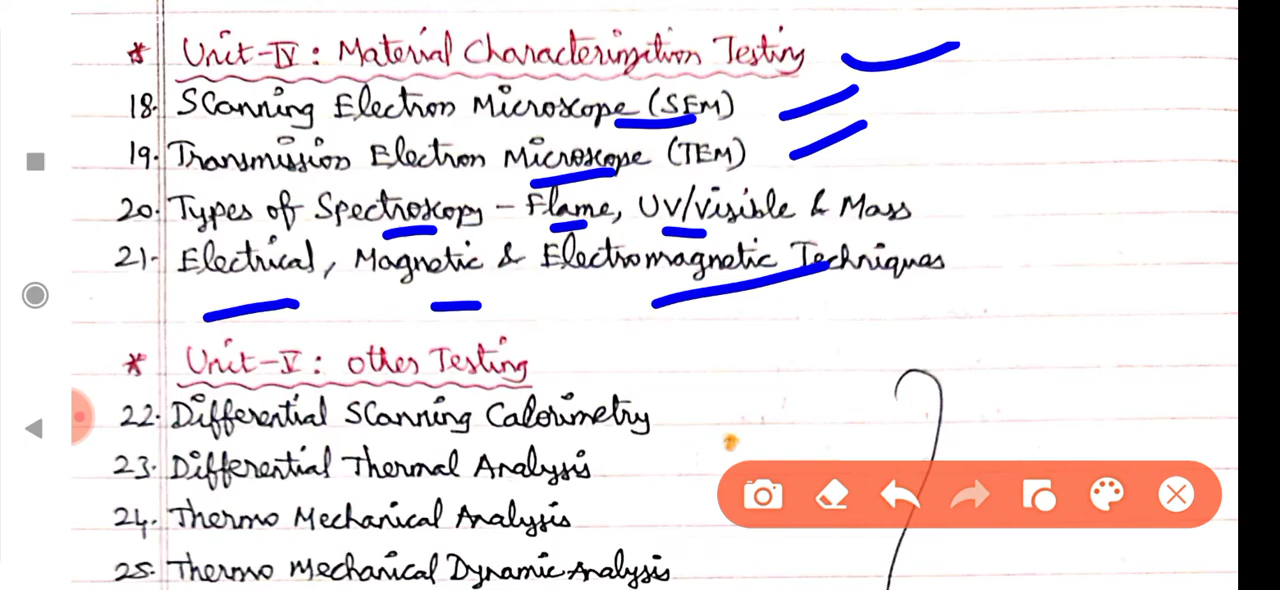 * Unit-IV : Material Characterization Testing
18. Scanning Electron Microscope (SEM)
19. Transmission Electron Microscope (TEM)
20. Types of Spectroscopy - Flame, UV/Visible & Mass
21. Electrical, Magnetic & Electromagnetic Techniques
* Unit-V : Other Testing
22. Differential Scanning Calorimetry
23. Differential Thermal Analysis
24. Thermo Mechanical Analysis
25. Thermo Mechanical Dynamic Analysis